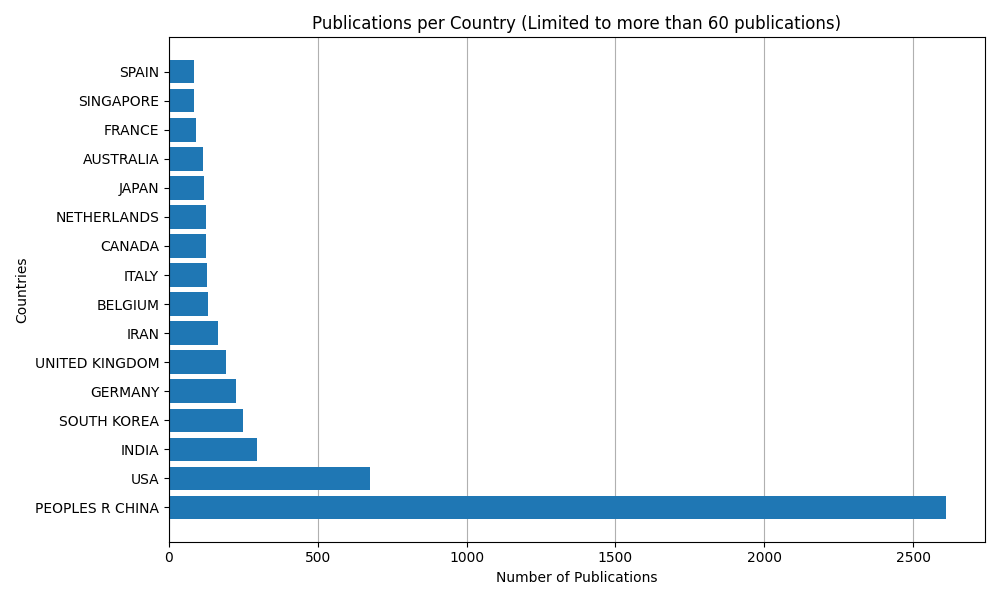 Publications per Country (Limited to more than 60 publications)
Countries
SPAIN
SINGAPORE
FRANCE
AUSTRALIA
JAPAN
NETHERLANDS
CANADA
ITALY
BELGIUM
IRAN
UNITED KINGDOM
GERMANY
SOUTH KOREA
INDIA
USA
PEOPLES R CHINA
0 500 1000 1500 2000 2500
Number of Publications